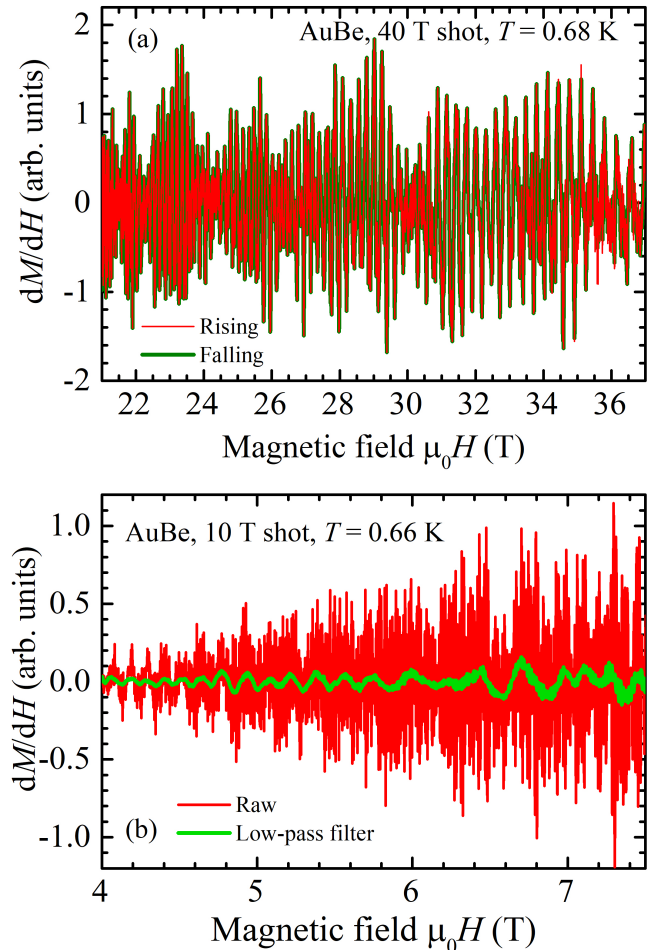 (a)
AuBe, 40 T shot, T = 0.68 K
2
1
0
-1
-2
dM/dH (arb. units)
Rising
Falling
22 24 26 28 30 32 34 36
Magnetic field μ₀H (T)
AuBe, 10 T shot, T = 0.66 K
1.0
0.5
0.0
-0.5
-1.0
dM/dH (arb. units)
Raw
Low-pass filter
(b)
4 5 6 7
Magnetic field μ₀H (T)